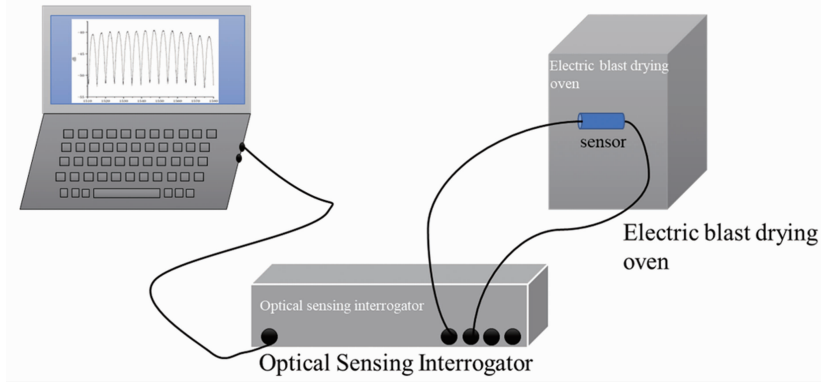 Electric blast drying
oven
sensor
Electric blast drying
oven
Optical sensing interrogator
Optical Sensing Interrogator